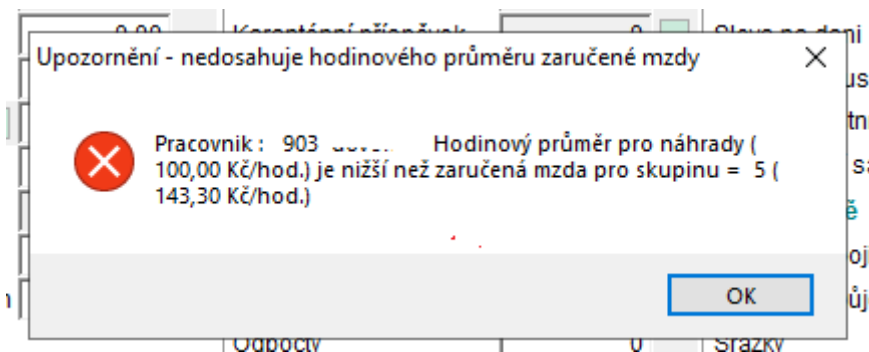 Upozornění - nedosahuje hodinového průměru zaručené mzdy
Pracovnik : 903 Hodinový průměr pro náhrady (
100,00 Kč/hod.) je nižší než zaručená mzda pro skupinu = 5 (
143,30 Kč/hod.)
OK
Odpočty 0 Srážky